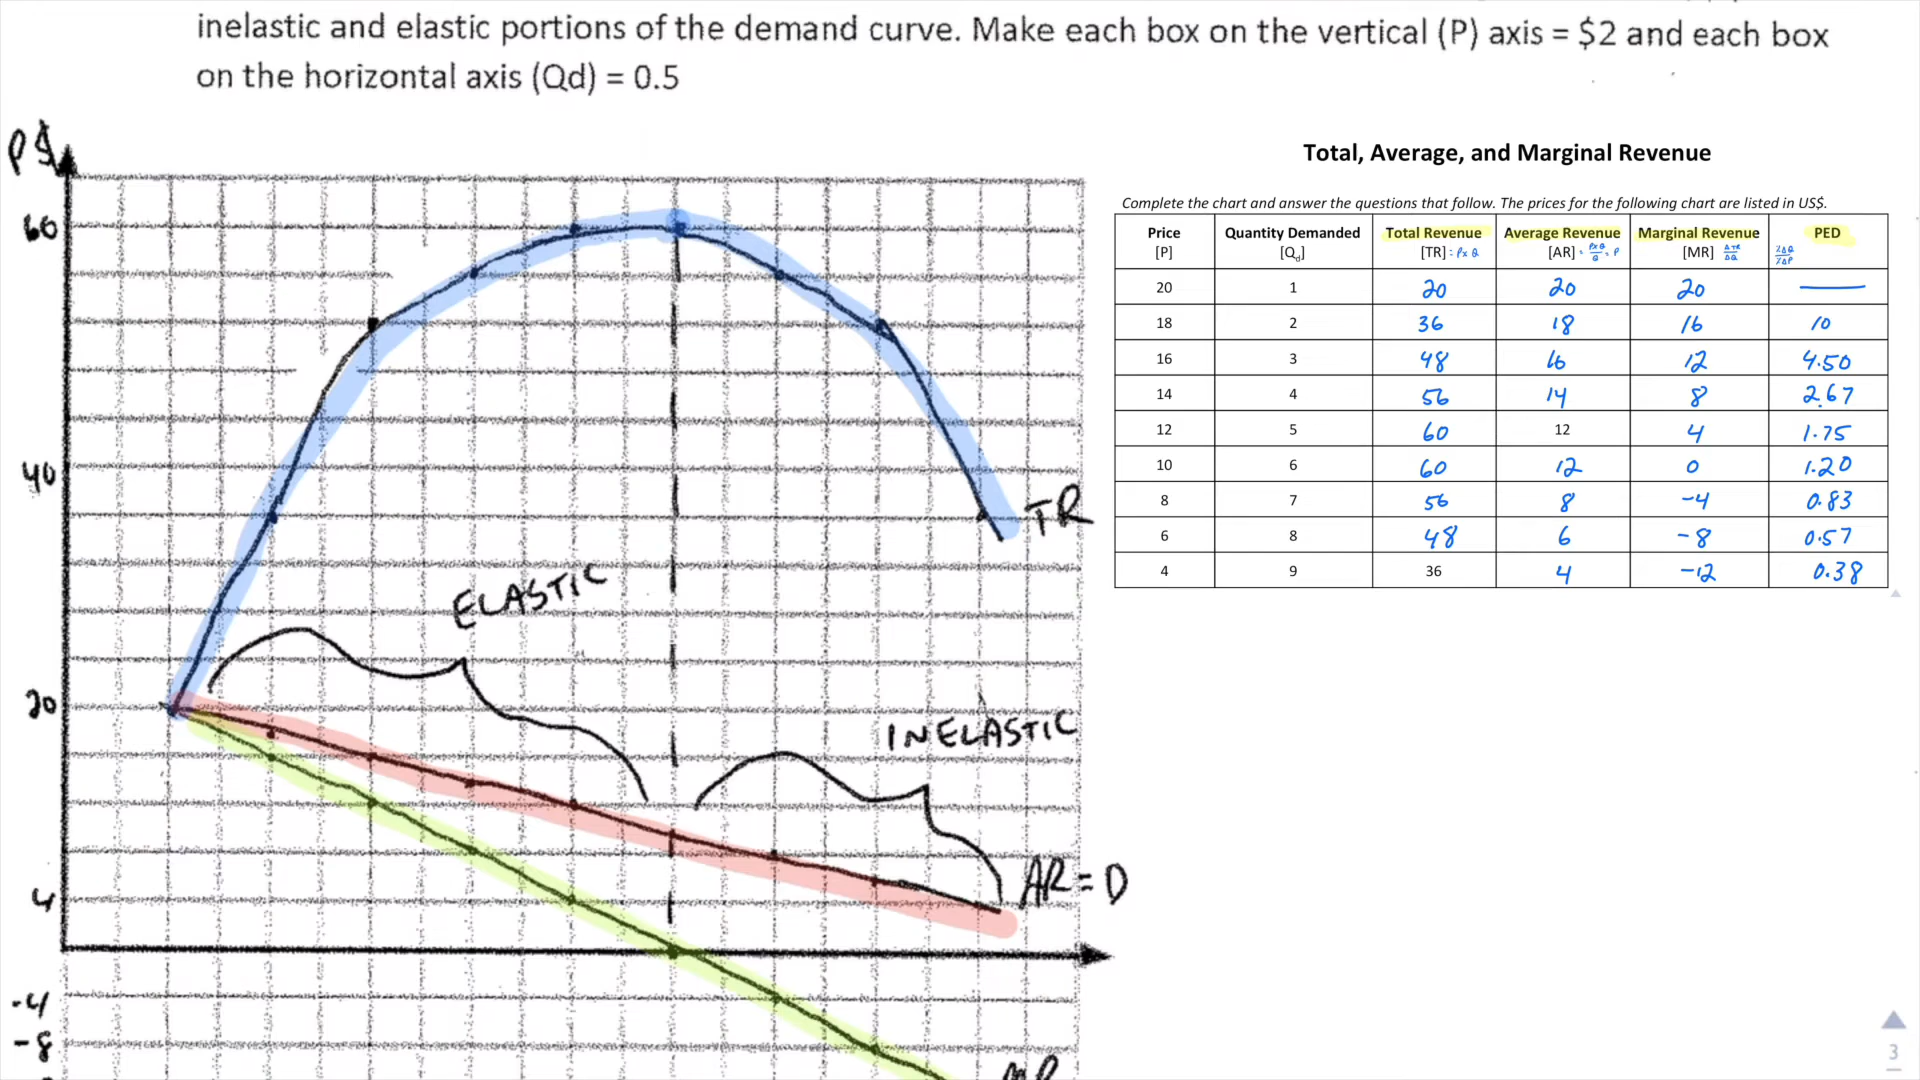 inelastic and elastic portions of the demand curve. Make each box on the vertical (P) axis = $2 and each box
on the horizontal axis (Qd) = 0.5
P$
60
40
20
4
-4
-8
TR
ELASTIC
INELASTIC
AR = D
Total, Average, and Marginal Revenue
Complete the chart and answer the questions that follow. The prices for the following chart are listed in US$.
Price Quantity Demanded Total Revenue Average Revenue Marginal Revenue PED
[P] [Qd] [TR] = P x Q [AR] = PxQ/Q = P [MR] ΔTR/ΔQ %ΔQ/%ΔP
20 1 20 20 20 —
18 2 36 18 16 10
16 3 48 16 12 4.50
14 4 56 14 8 2.67
12 5 60 12 4 1.75
10 6 60 12 0 1.20
8 7 56 8 -4 0.83
6 8 48 6 -8 0.57
4 9 36 4 -12 0.38
3